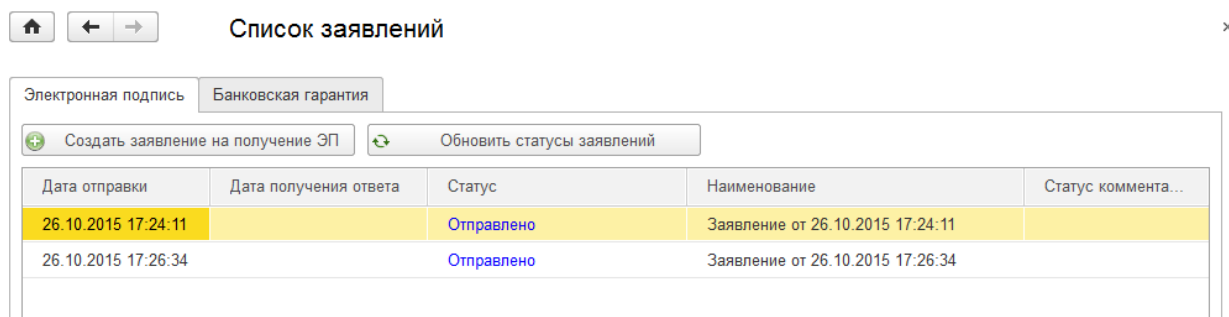 Список заявлений
Электронная подпись Банковская гарантия
Создать заявление на получение ЭП Обновить статусы заявлений
Дата отправки Дата получения ответа Статус Наименование Статус коммента...
26.10.2015 17:24:11 Отправлено Заявление от 26.10.2015 17:24:11
26.10.2015 17:26:34 Отправлено Заявление от 26.10.2015 17:26:34